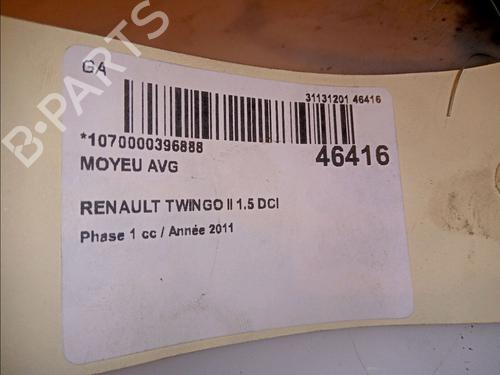 GA
31131201 46416
*1070000396888
46416
MOYEU AVG
RENAULT TWINGO II 1.5 DCI
Phase 1 cc / Année 2011
B-PARTS